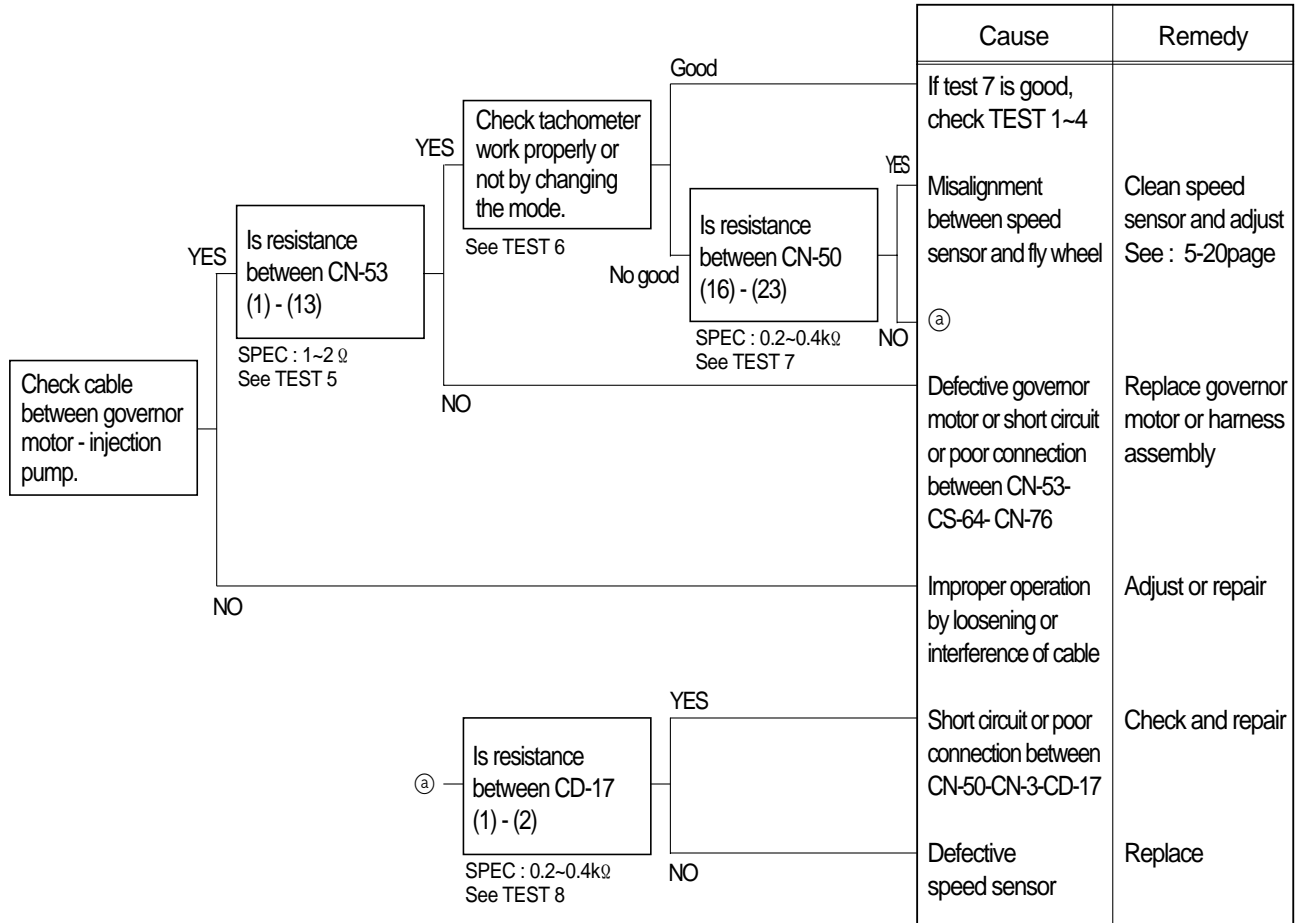 Check cable
between governor
motor - injection
pump.
YES
NO
Is resistance
between CN-53
(1) - (13)
SPEC : 1~2 Ω
See TEST 5
YES
NO
Check tachometer
work properly or
not by changing
the mode.
See TEST 6
Good
No good
Is resistance
between CN-50
(16) - (23)
SPEC : 0.2~0.4kΩ
See TEST 7
YES
NO
ⓐ
Is resistance
between CD-17
(1) - (2)
SPEC : 0.2~0.4kΩ
See TEST 8
YES
NO
Cause
Remedy
If test 7 is good,
check TEST 1~4
Misalignment
between speed
sensor and fly wheel
Clean speed
sensor and adjust
See : 5-20page
ⓐ
Defective governor
motor or short circuit
or poor connection
between CN-53-
CS-64- CN-76
Replace governor
motor or harness
assembly
Improper operation
by loosening or
interference of cable
Adjust or repair
Short circuit or poor
connection between
CN-50-CN-3-CD-17
Check and repair
Defective
speed sensor
Replace